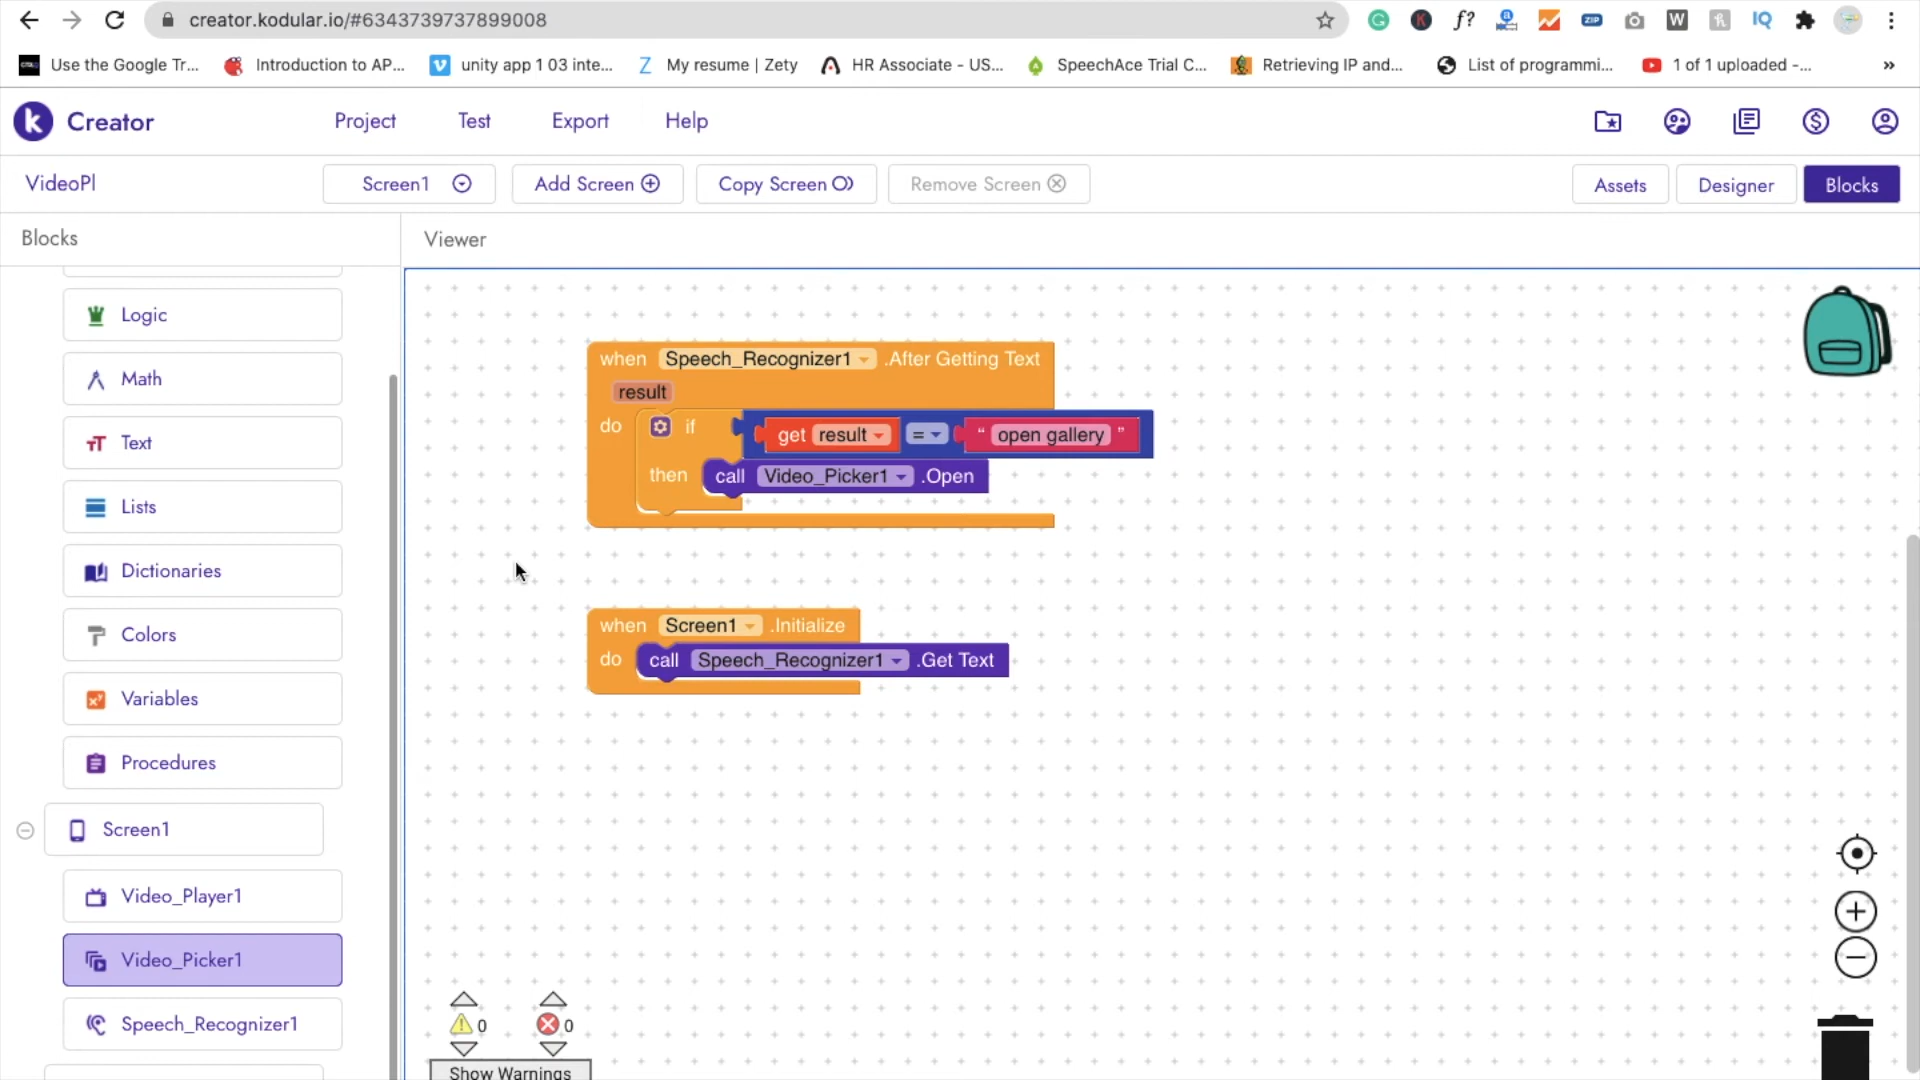 creator.kodular.io/#6343739737899008
Use the Google Tr...
Introduction to AP...
unity app 1 03 inte...
My resume | Zety
HR Associate - US...
SpeechAce Trial C...
Retrieving IP and...
List of programmi...
1 of 1 uploaded -...
»
k Creator
Project
Test
Export
Help
VideoPl
Screen1
Add Screen
Copy Screen
Remove Screen
Assets
Designer
Blocks
Blocks
Viewer
Logic
Math
Text
Lists
Dictionaries
Colors
Variables
Procedures
Screen1
Video_Player1
Video_Picker1
Speech_Recognizer1
when Speech_Recognizer1 .After Getting Text
result
do if get result = “ open gallery ”
then call Video_Picker1 .Open
when Screen1 .Initialize
do call Speech_Recognizer1 .Get Text
0 0
Show Warnings